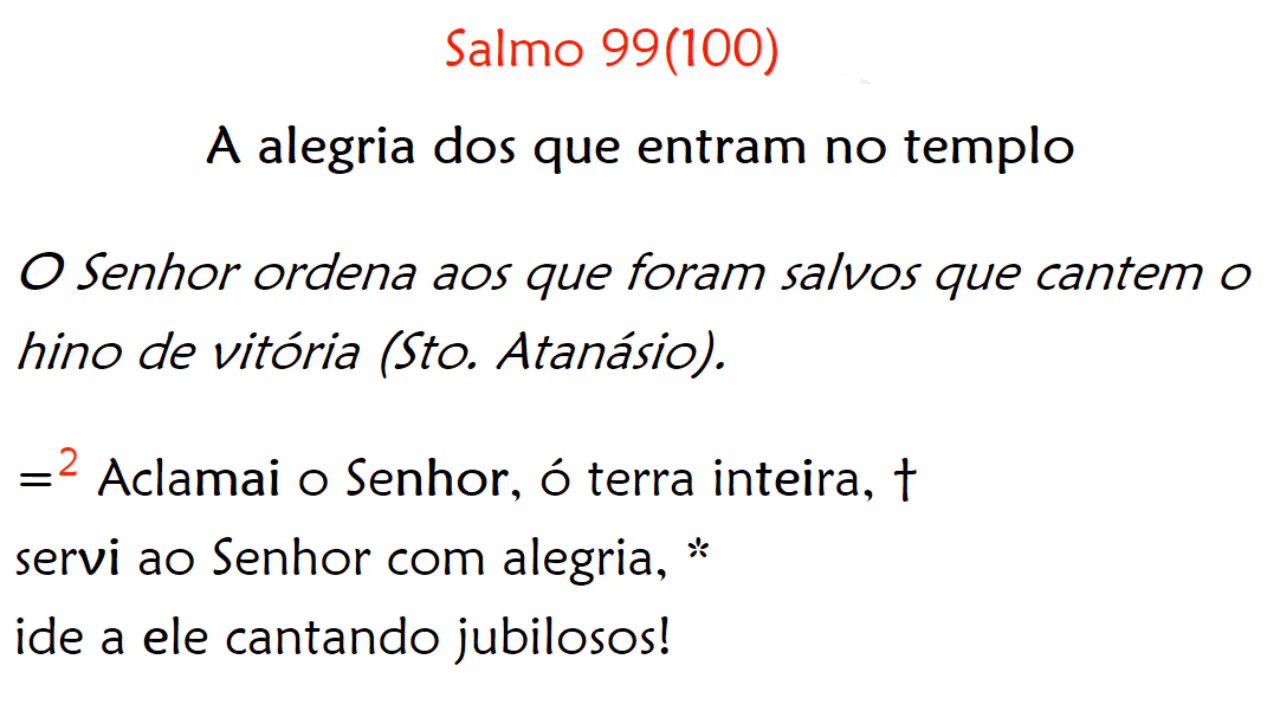 Salmo 99(100)
A alegria dos que entram no templo
O Senhor ordena aos que foram salvos que cantem o
hino de vitória (Sto. Atanásio).
=2 Aclamai o Senhor, ó terra inteira, †
servi ao Senhor com alegria, *
ide a ele cantando jubilosos!